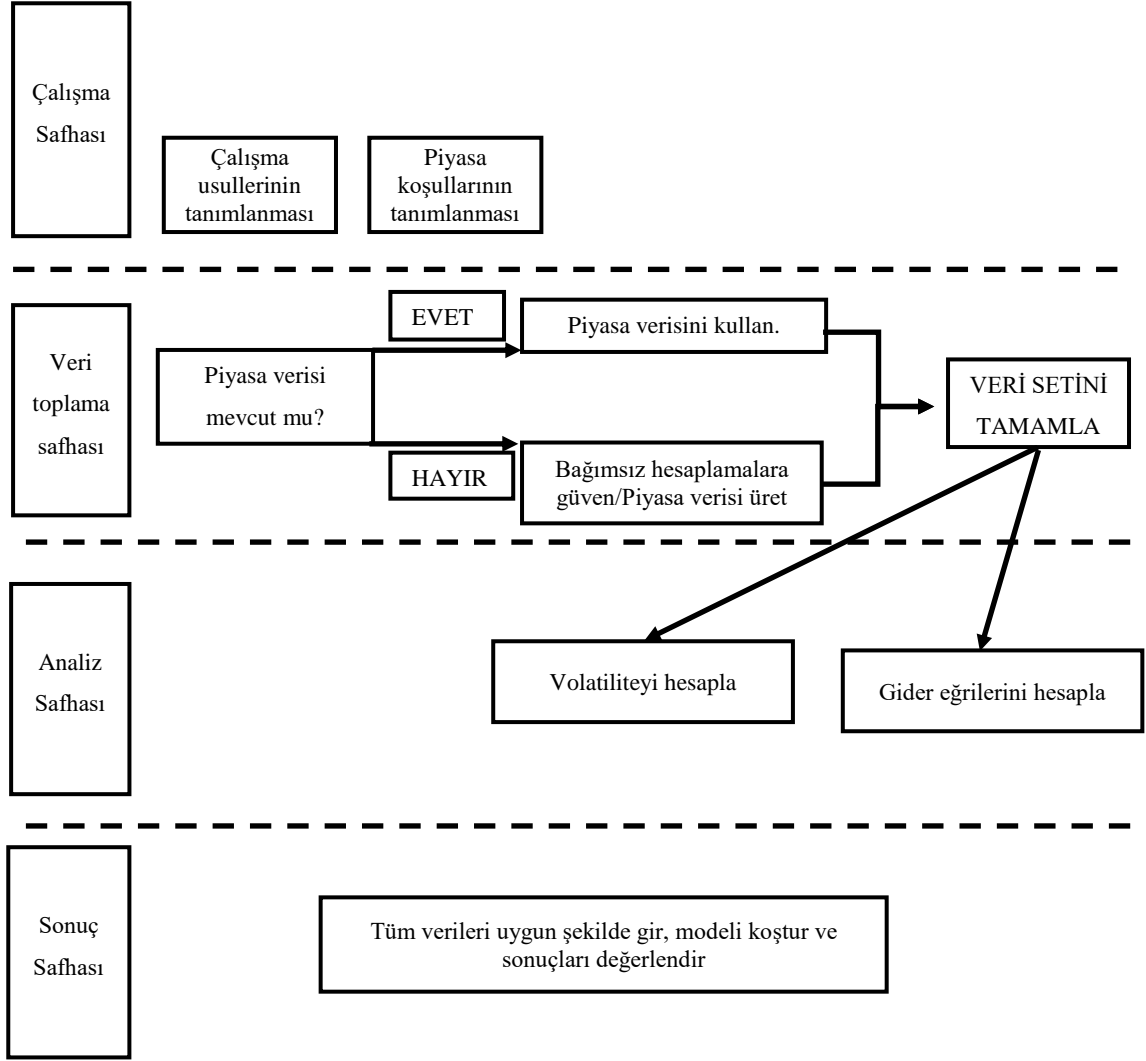 Çalışma
Safhası
Çalışma
usullerinin
tanımlanması
Piyasa
koşullarının
tanımlanması
Veri
toplama
safhası
Piyasa verisi
mevcut mu?
EVET
Piyasa verisini kullan.
HAYIR
Bağımsız hesaplamalara
güven/Piyasa verisi üret
VERİ SETİNİ
TAMAMLA
Analiz
Safhası
Volatiliteyi hesapla
Gider eğrilerini hesapla
Sonuç
Safhası
Tüm verileri uygun şekilde gir, modeli koştur ve
sonuçları değerlendir